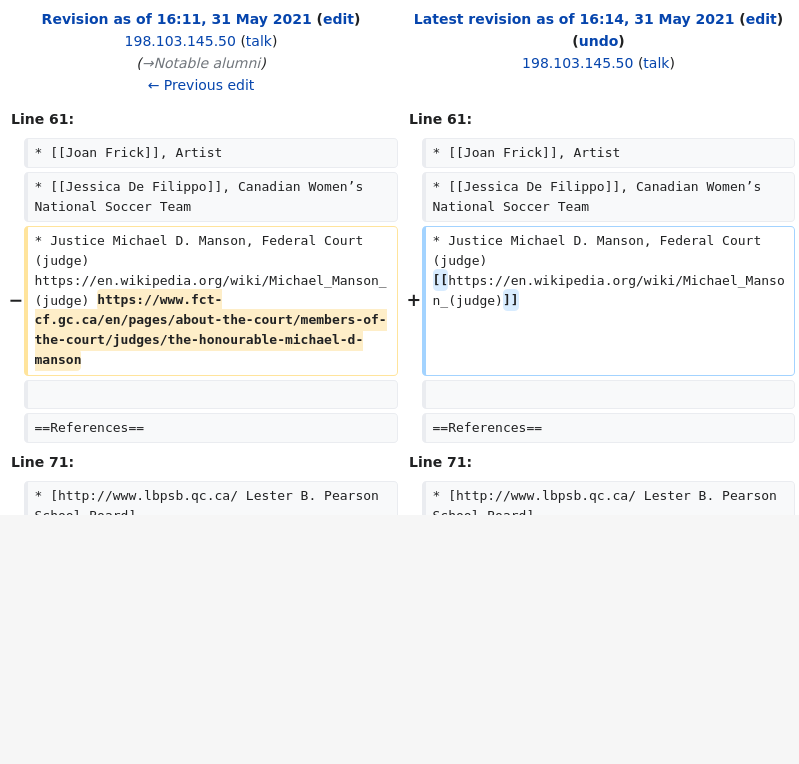 Revision as of 16:11, 31 May 2021 (edit)
198.103.145.50 (talk)
(→Notable alumni)
← Previous edit
Latest revision as of 16:14, 31 May 2021 (edit)
(undo)
198.103.145.50 (talk)
Line 61:
Line 61:
* [[Joan Frick]], Artist
* [[Joan Frick]], Artist
* [[Jessica De Filippo]], Canadian Women’s
National Soccer Team
* [[Jessica De Filippo]], Canadian Women’s
National Soccer Team
−
* Justice Michael D. Manson, Federal Court
(judge)
https://en.wikipedia.org/wiki/Michael_Manson_
(judge) https://www.fct-
cf.gc.ca/en/pages/about-the-court/members-of-
the-court/judges/the-honourable-michael-d-
manson
+
* Justice Michael D. Manson, Federal Court
(judge)
[[https://en.wikipedia.org/wiki/Michael_Manso
n_(judge)]]
==References==
==References==
Line 71:
Line 71:
* [http://www.lbpsb.qc.ca/ Lester B. Pearson
School Board]
* [http://www.lbpsb.qc.ca/ Lester B. Pearson
School Board]